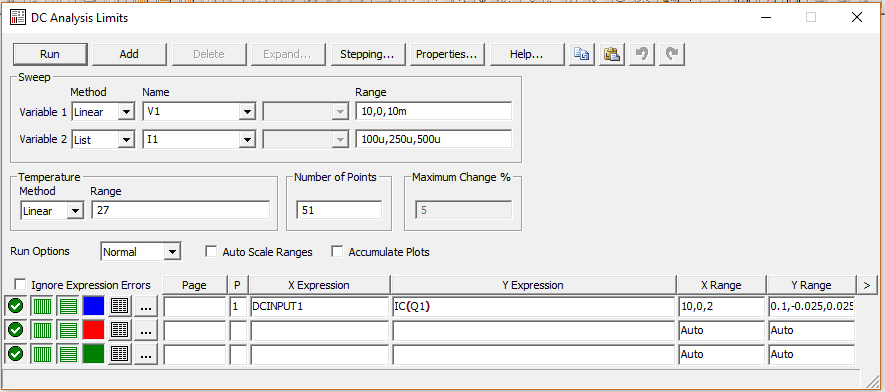 DC Analysis Limits
Run Add Delete Expand... Stepping... Properties... Help...
Sweep
Method Name Range
Variable 1 Linear V1 10,0,10m
Variable 2 List I1 100u,250u,500u
Temperature Number of Points Maximum Change %
Method Range
Linear 27 51 5
Run Options Normal Auto Scale Ranges Accumulate Plots
Ignore Expression Errors Page P X Expression Y Expression X Range Y Range >
... 1 DCINPUT1 IC(Q1) 10,0,2 0.1,-0.025,0.025
... Auto Auto
... Auto Auto